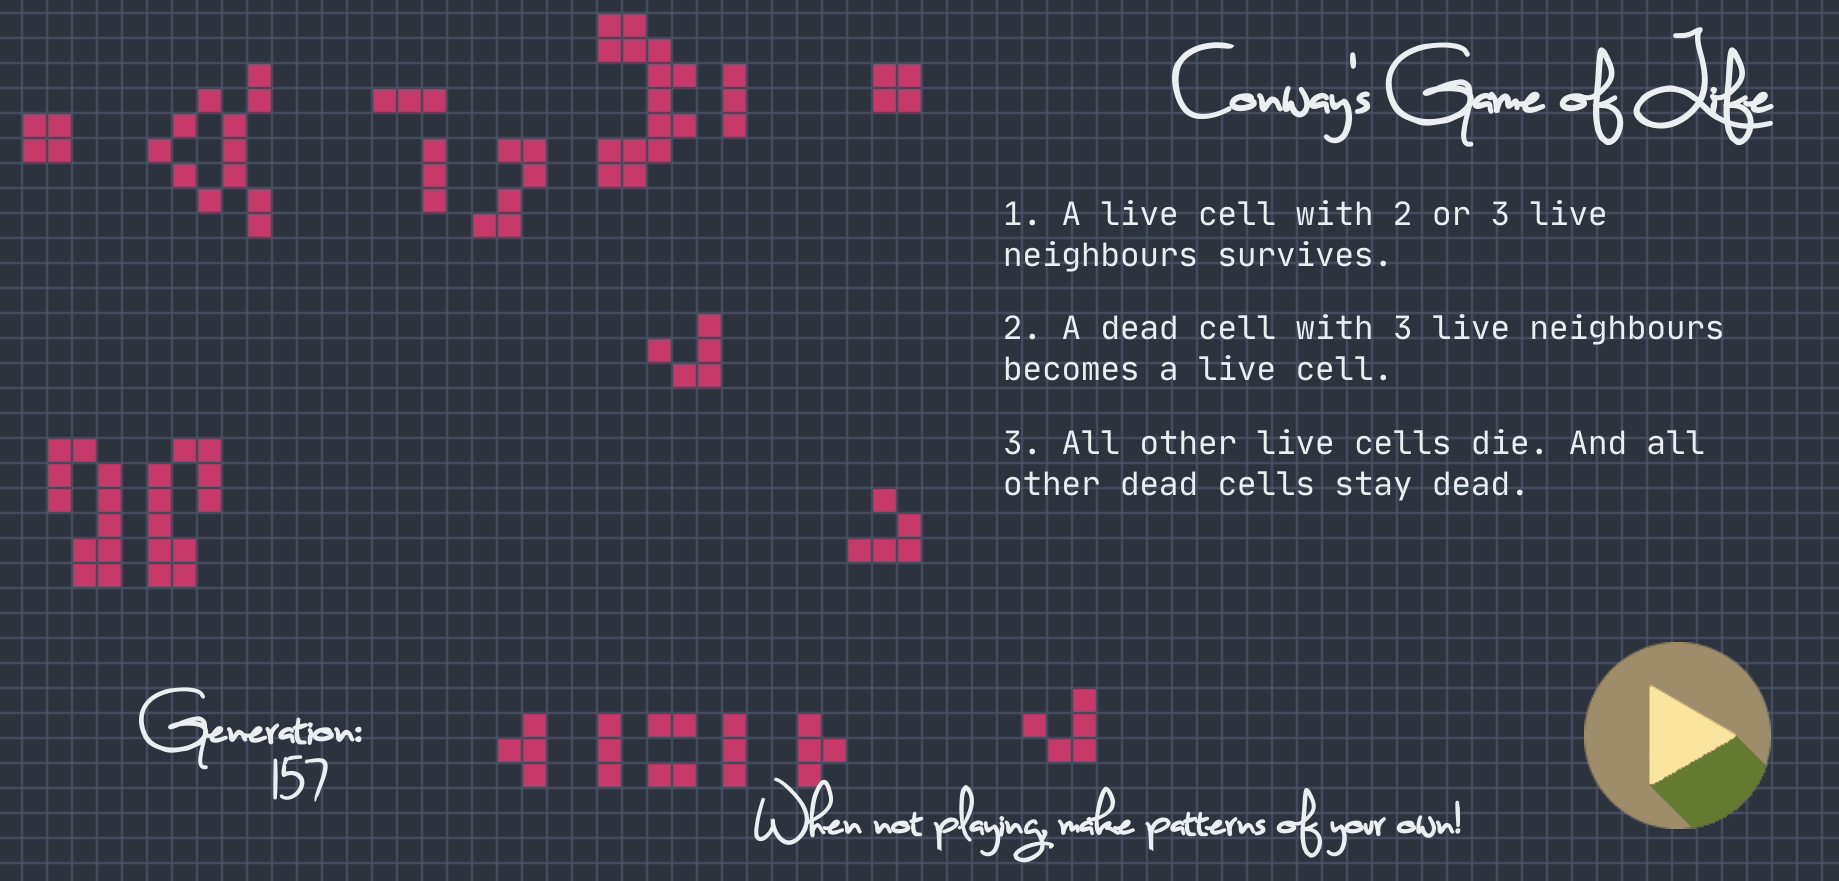 Conway's Game of Life
1. A live cell with 2 or 3 live
neighbours survives.
2. A dead cell with 3 live neighbours
becomes a live cell.
3. All other live cells die. And all
other dead cells stay dead.
Generation:
157
When not playing, make patterns of your own!